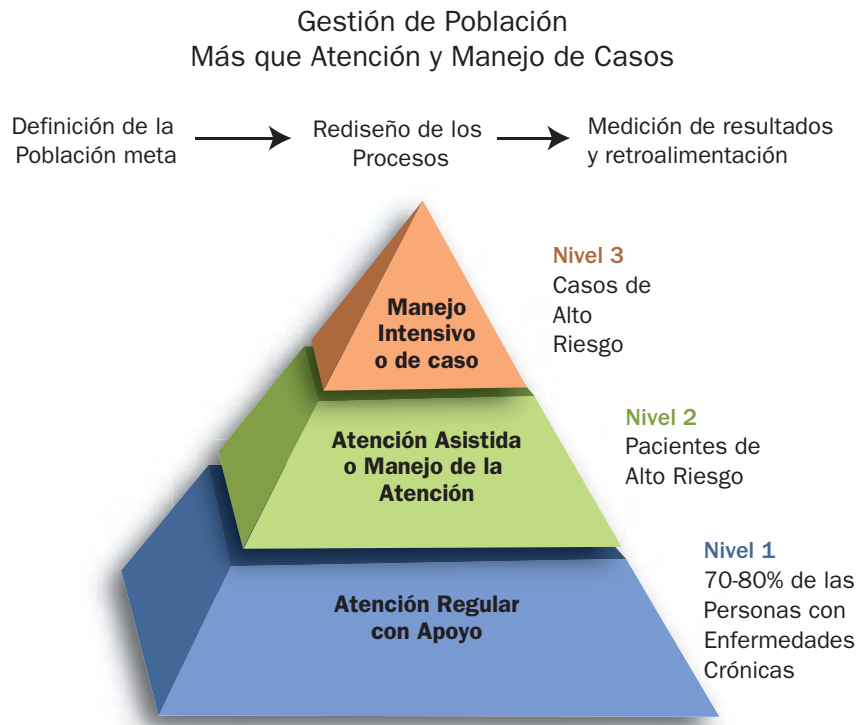 Gestión de Población
Más que Atención y Manejo de Casos
Definición de la
Población meta
Rediseño de los
Procesos
Medición de resultados
y retroalimentación
Nivel 3
Casos de
Alto
Riesgo
Manejo
Intensivo
o de caso
Nivel 2
Pacientes de
Alto Riesgo
Atención Asistida
o Manejo de la
Atención
Nivel 1
70-80% de las
Personas con
Enfermedades
Crónicas
Atención Regular
con Apoyo